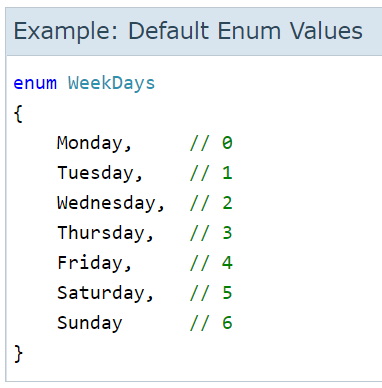 Example: Default Enum Values
enum WeekDays
{
    Monday,     // 0
    Tuesday,    // 1
    Wednesday,  // 2
    Thursday,   // 3
    Friday,     // 4
    Saturday,   // 5
    Sunday      // 6
}